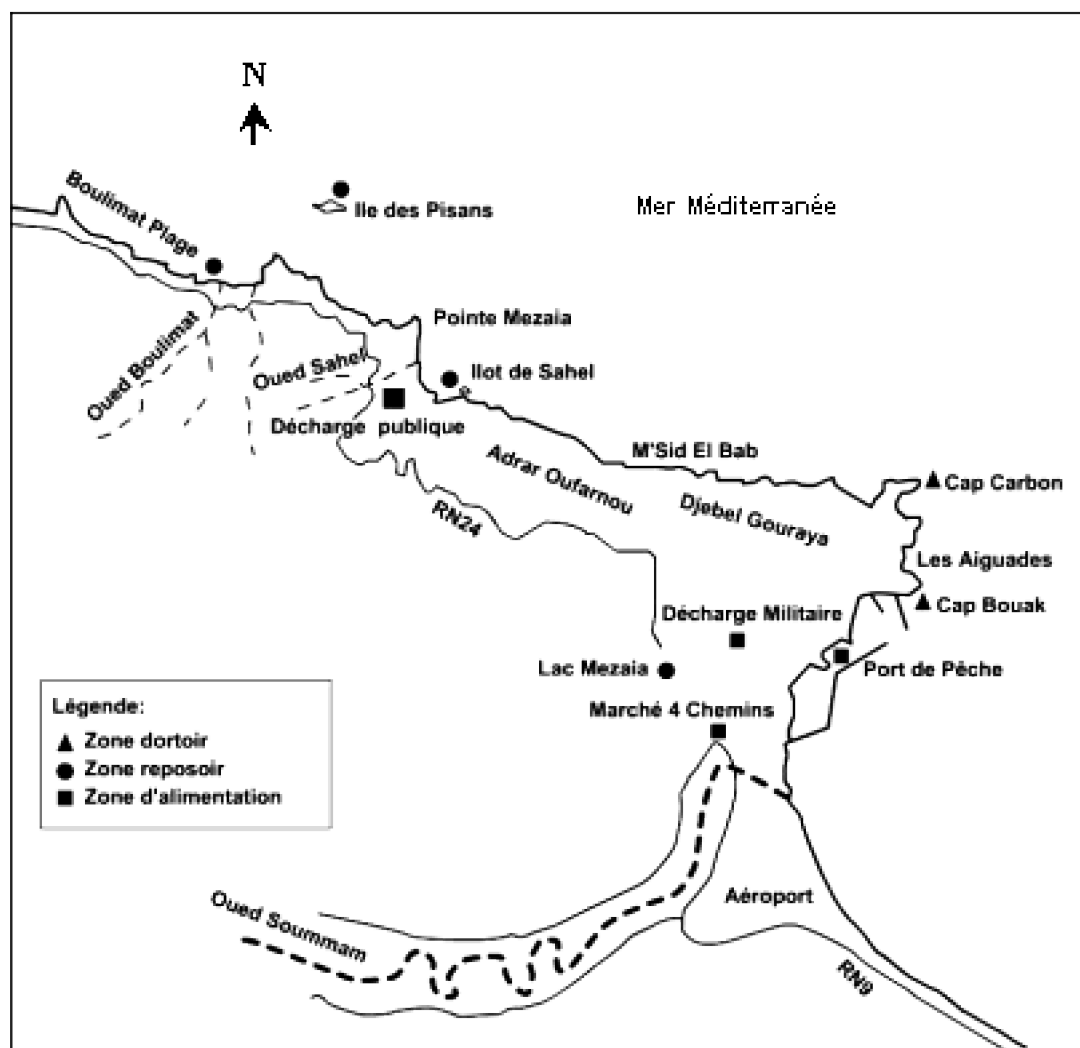 N
Boulimat Plage
Ile des Pisans
Mer Méditerranée
Pointe Mezaia
Oued Boulimat
Oued Sahel
Ilot de Sahel
Décharge publique
M'Sid El Bab
Adrar Oufarnou
Djebel Gouraya
Cap Carbon
RN24
Les Aiguades
Cap Bouak
Décharge Militaire
Lac Mezaia
Port de Pêche
Marché 4 Chemins
Légende:
Zone dortoir
Zone reposoir
Zone d'alimentation
Aéroport
Oued Soummam
RN9